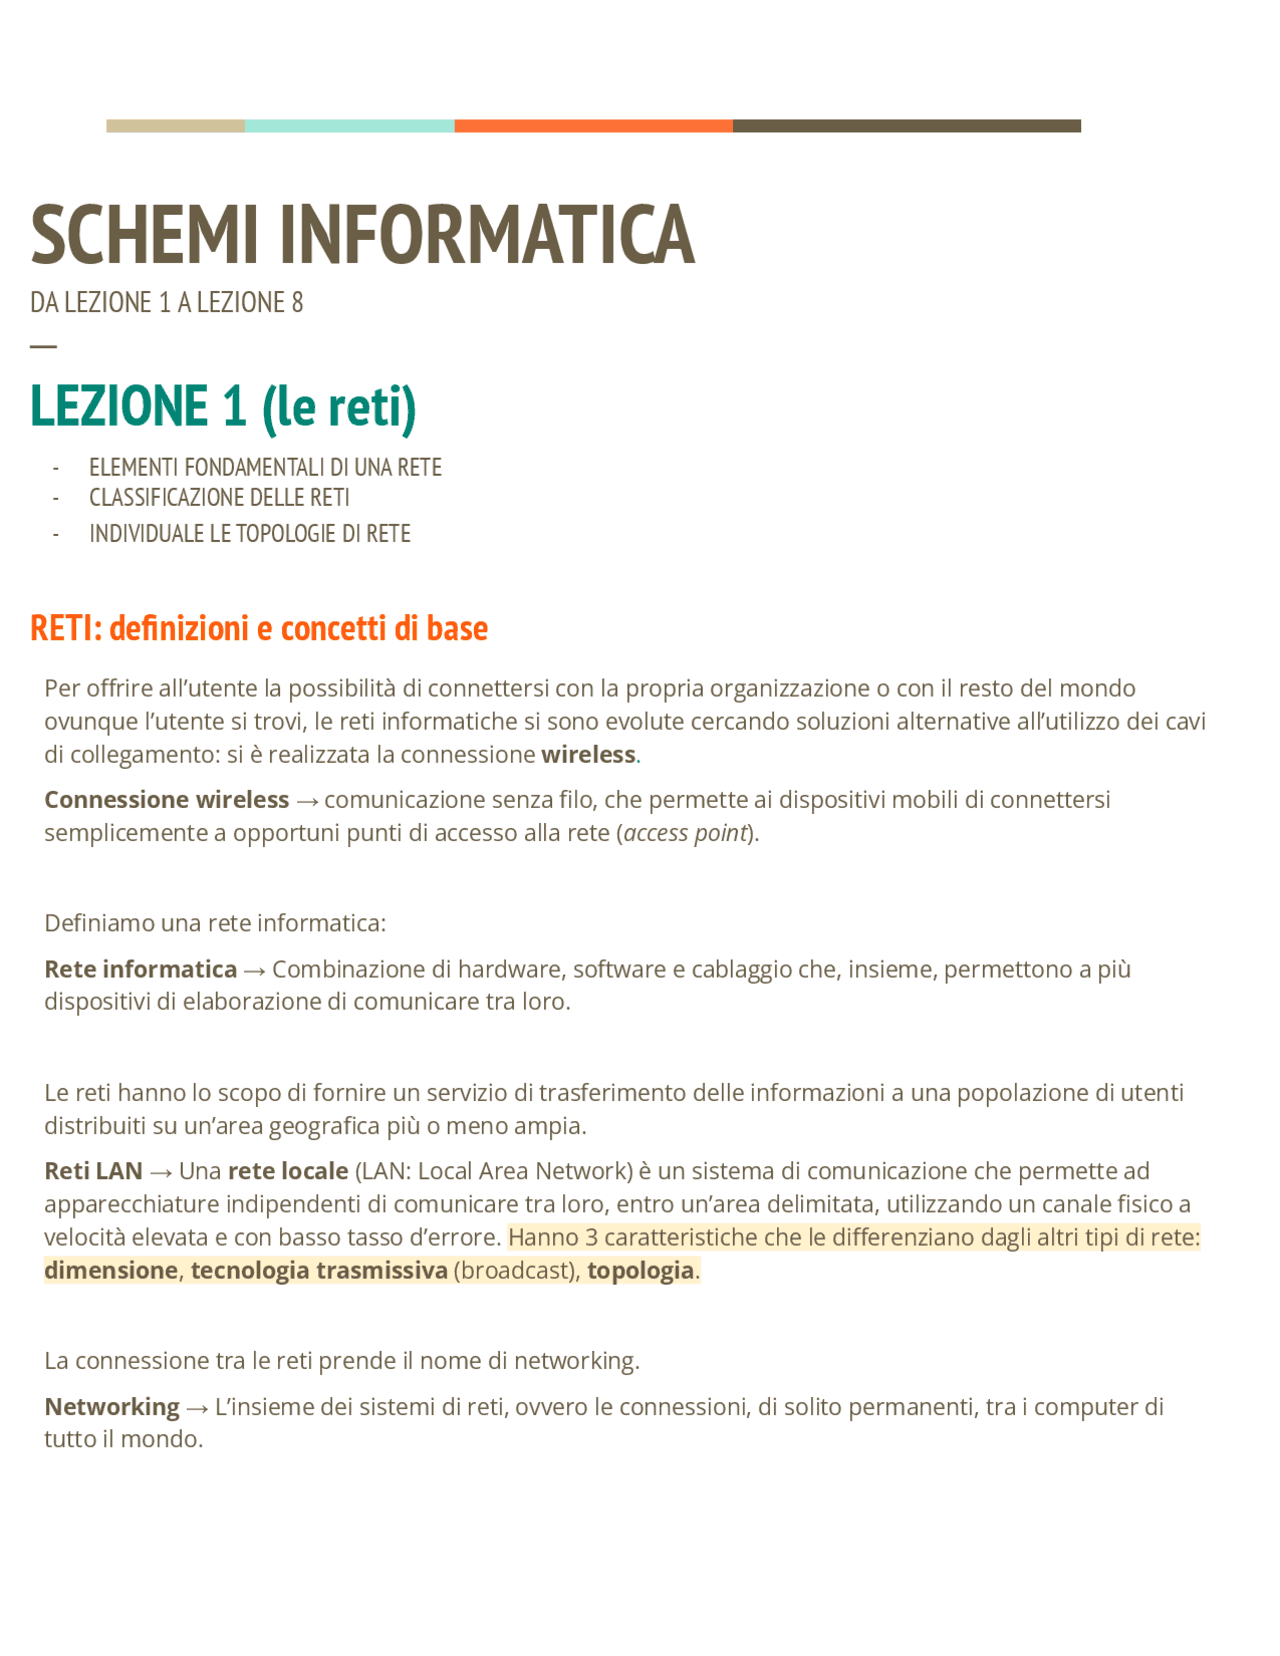 SCHEMI INFORMATICA
DA LEZIONE 1 A LEZIONE 8
—
LEZIONE 1 (le reti)
- ELEMENTI FONDAMENTALI DI UNA RETE
- CLASSIFICAZIONE DELLE RETI
- INDIVIDUALE LE TOPOLOGIE DI RETE
RETI: definizioni e concetti di base
Per offrire all’utente la possibilità di connettersi con la propria organizzazione o con il resto del mondo
ovunque l’utente si trovi, le reti informatiche si sono evolute cercando soluzioni alternative all’utilizzo dei cavi
di collegamento: si è realizzata la connessione wireless.
Connessione wireless → comunicazione senza filo, che permette ai dispositivi mobili di connettersi
semplicemente a opportuni punti di accesso alla rete (access point).
Definiamo una rete informatica:
Rete informatica → Combinazione di hardware, software e cablaggio che, insieme, permettono a più
dispositivi di elaborazione di comunicare tra loro.
Le reti hanno lo scopo di fornire un servizio di trasferimento delle informazioni a una popolazione di utenti
distribuiti su un’area geografica più o meno ampia.
Reti LAN → Una rete locale (LAN: Local Area Network) è un sistema di comunicazione che permette ad
apparecchiature indipendenti di comunicare tra loro, entro un’area delimitata, utilizzando un canale fisico a
velocità elevata e con basso tasso d’errore. Hanno 3 caratteristiche che le differenziano dagli altri tipi di rete:
dimensione, tecnologia trasmissiva (broadcast), topologia.
La connessione tra le reti prende il nome di networking.
Networking → L’insieme dei sistemi di reti, ovvero le connessioni, di solito permanenti, tra i computer di
tutto il mondo.